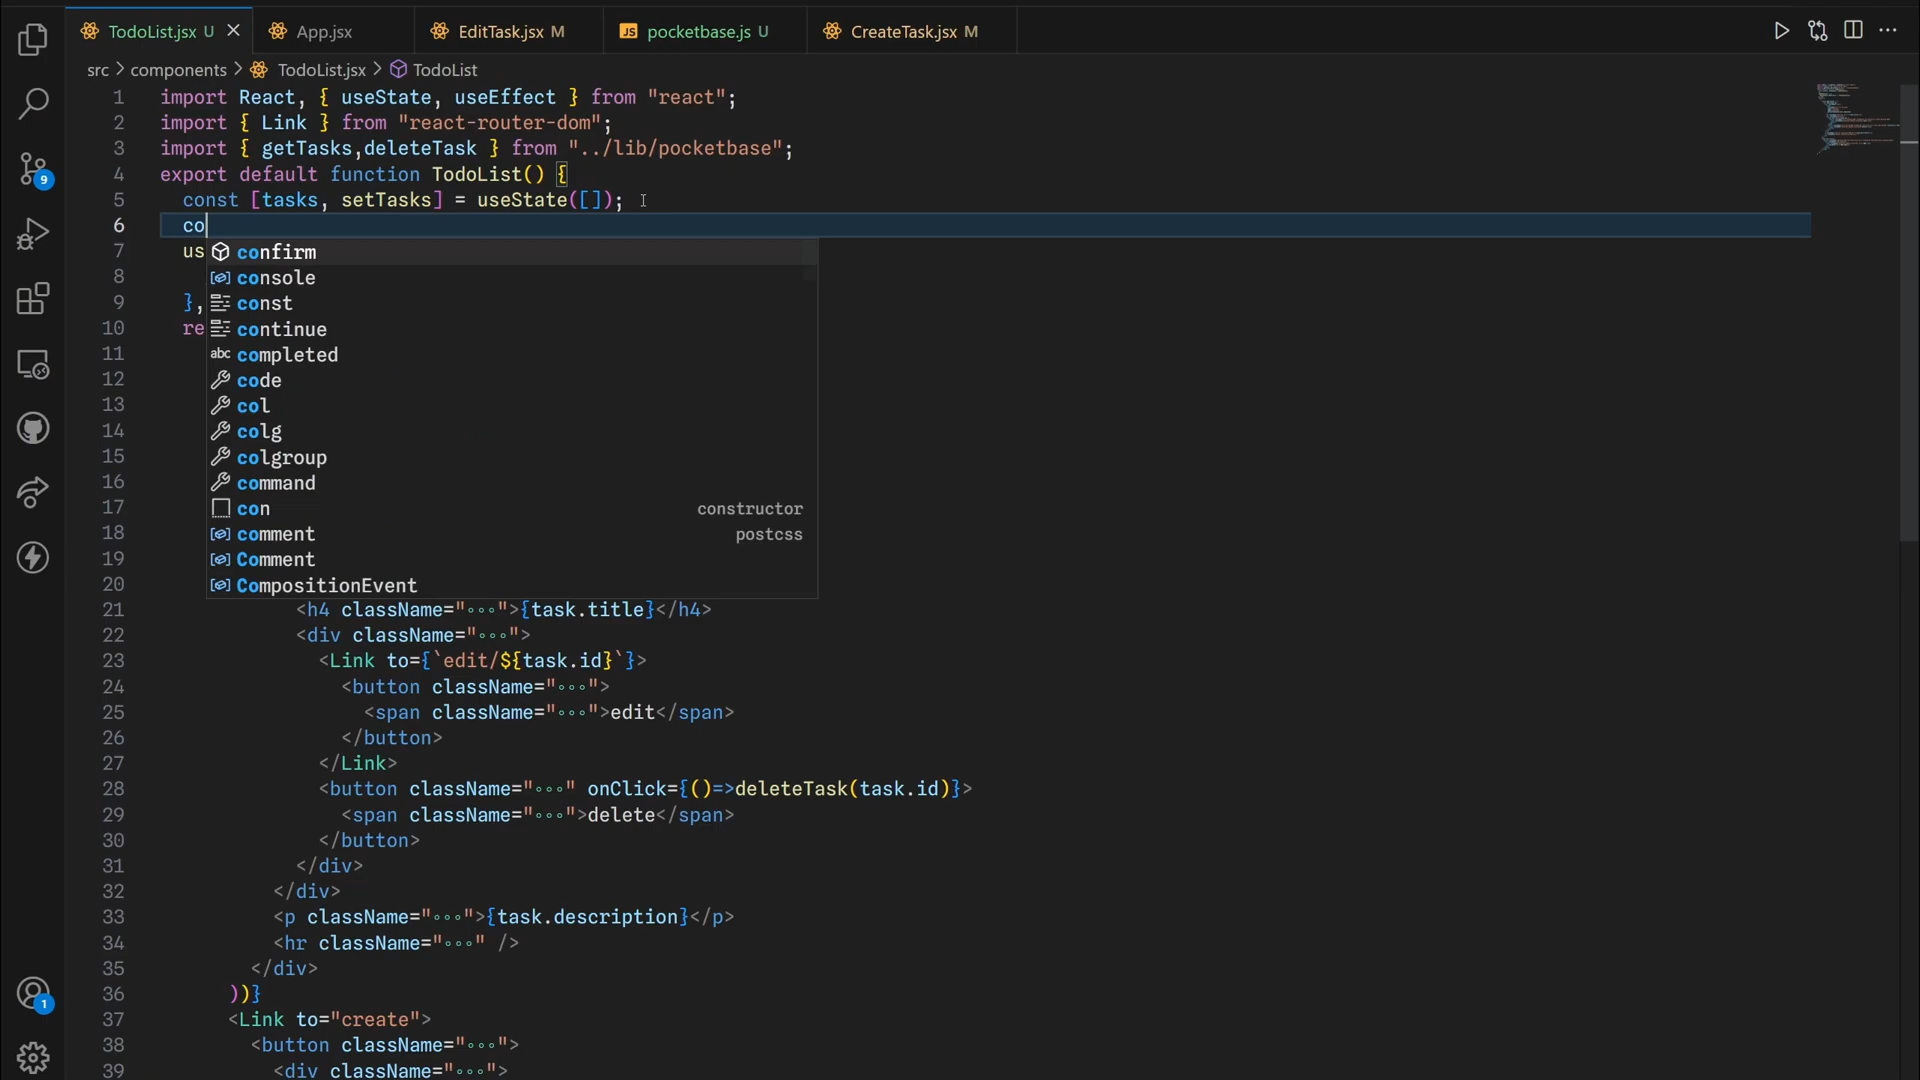 TodoList.jsx U
App.jsx
EditTask.jsx M
JS pocketbase.js U
CreateTask.jsx M
src > components > TodoList.jsx > TodoList
1 import React, { useState, useEffect } from "react";
2 import { Link } from "react-router-dom";
3 import { getTasks,deleteTask } from "../lib/pocketbase";
4 export default function TodoList() {
5 const [tasks, setTasks] = useState([]);
6 co
7 us
8
9 },
10 re
11
12
13
14
15
16
17
18
19
20
confirm
console
const
continue
abc completed
code
col
colg
colgroup
command
con constructor
comment postcss
Comment
CompositionEvent
21 <h4 className="∘∘∘">{task.title}</h4>
22 <div className="∘∘∘">
23 <Link to={`edit/${task.id}`}>
24 <button className="∘∘∘">
25 <span className="∘∘∘">edit</span>
26 </button>
27 </Link>
28 <button className="∘∘∘" onClick={()=>deleteTask(task.id)}>
29 <span className="∘∘∘">delete</span>
30 </button>
31 </div>
32 </div>
33 <p className="∘∘∘">{task.description}</p>
34 <hr className="∘∘∘" />
35 </div>
36 ))}
37 <Link to="create">
38 <button className="∘∘∘">
39 <div className="∘∘∘">
9
1